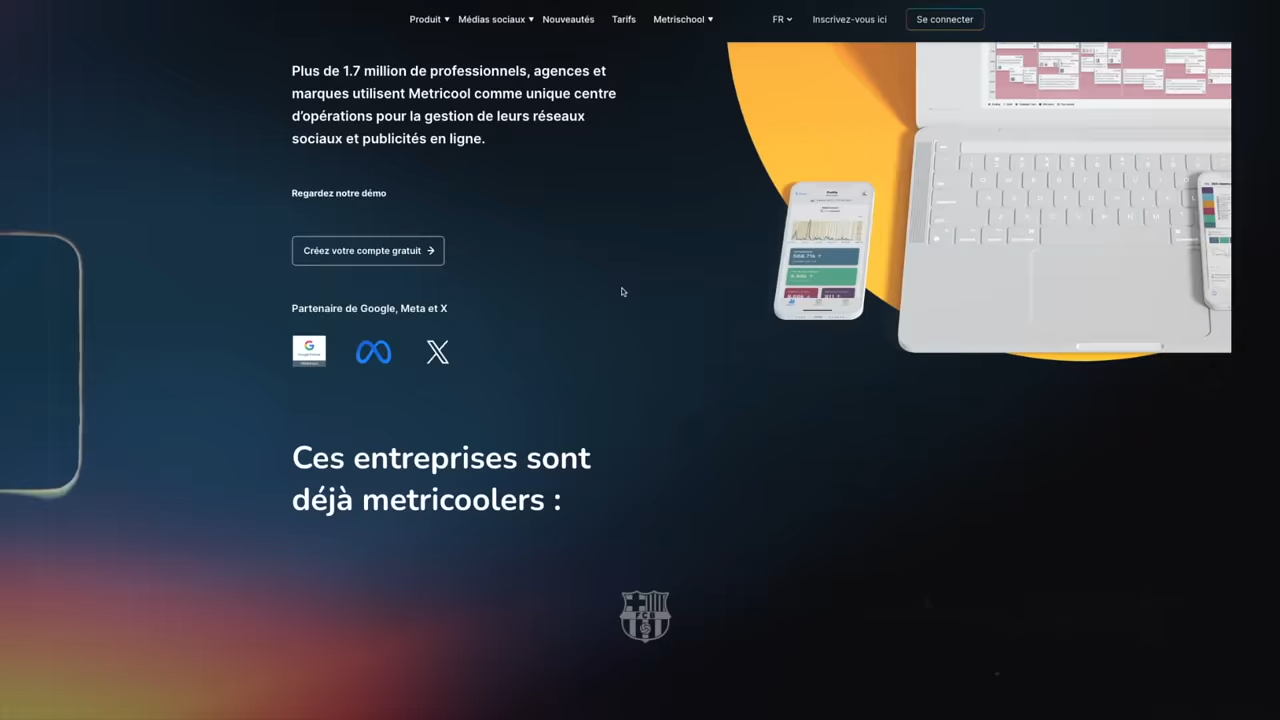 Produit ▾ Médias sociaux ▾ Nouveautés Tarifs Metrischool ▾ FR Inscrivez-vous ici Se connecter
Plus de 1.7 million de professionnels, agences et
marques utilisent Metricool comme unique centre
d'opérations pour la gestion de leurs réseaux
sociaux et publicités en ligne.
Regardez notre démo
Créez votre compte gratuit →
Partenaire de Google, Meta et X
Ces entreprises sont
déjà metricoolers :
FCB